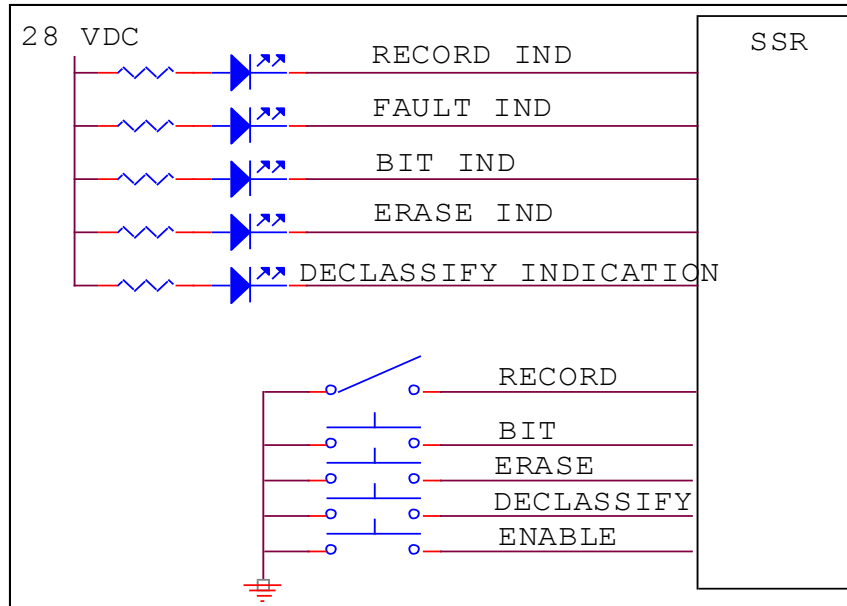 28 VDC
SSR
RECORD IND
FAULT IND
BIT IND
ERASE IND
DECLASSIFY INDICATION
RECORD
BIT
ERASE
DECLASSIFY
ENABLE